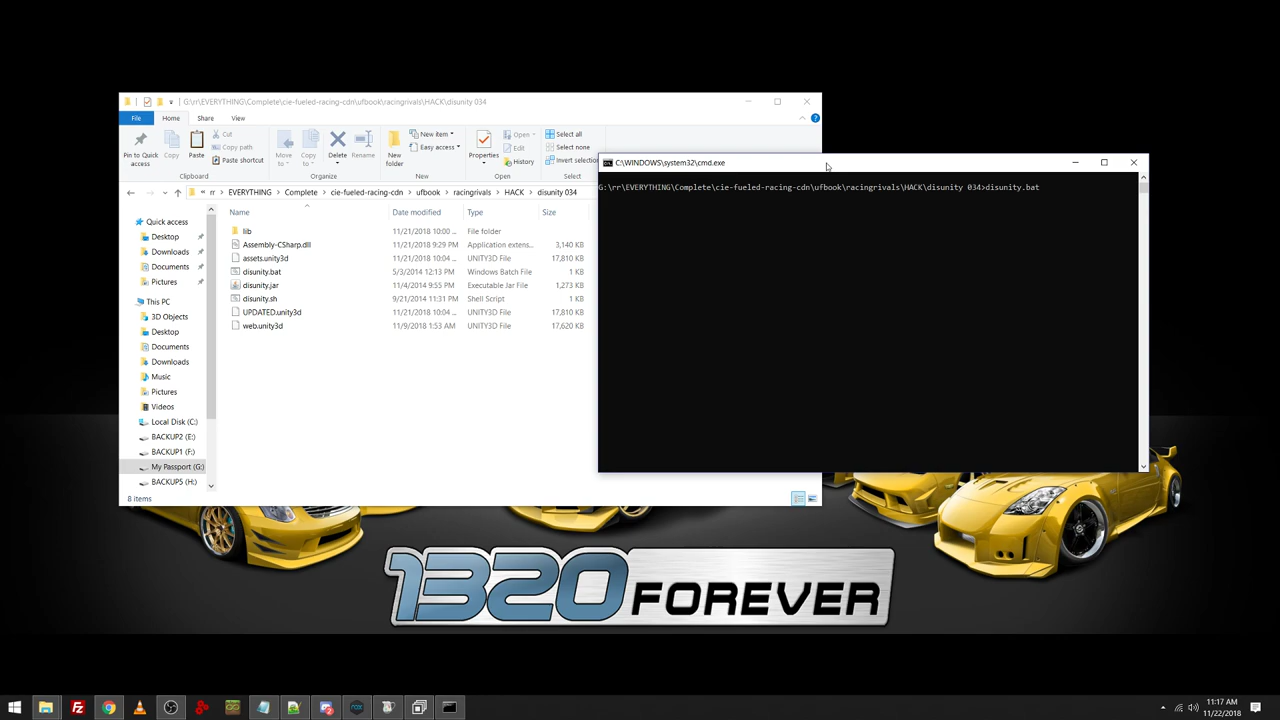 G:\rr\EVERYTHING\Complete\cie-fueled-racing-cdn\ufbook\racingrivals\HACK\disunity 034
File Home Share View
Pin to Quick access
Copy
Paste
Cut
Copy path
Paste shortcut
Clipboard
Move to
Copy to
Delete
Rename
Organize
New folder
New item
Easy access
New
Properties
Open
Edit
History
Open
Select all
Select none
Invert selection
Select
« rr EVERYTHING Complete cie-fueled-racing-cdn ufbook racingrivals HACK disunity 034
Quick access
Desktop
Downloads
Documents
Pictures
This PC
3D Objects
Desktop
Documents
Downloads
Music
Pictures
Videos
Local Disk (C:)
BACKUP2 (E:)
BACKUP1 (F:)
My Passport (G:)
BACKUP5 (H:)
Name Date modified Type Size
lib 11/21/2018 10:00 ... File folder
Assembly-CSharp.dll 11/21/2018 9:29 PM Application extens... 3,140 KB
assets.unity3d 11/21/2018 10:04 ... UNITY3D File 17,810 KB
disunity.bat 5/3/2014 12:13 PM Windows Batch File 1 KB
disunity.jar 11/4/2014 9:55 PM Executable Jar File 1,273 KB
disunity.sh 9/21/2014 11:31 PM Shell Script 1 KB
UPDATED.unity3d 11/21/2018 10:04 ... UNITY3D File 17,810 KB
web.unity3d 11/9/2018 1:53 AM UNITY3D File 17,620 KB
8 items
C:\WINDOWS\system32\cmd.exe
G:\rr\EVERYTHING\Complete\cie-fueled-racing-cdn\ufbook\racingrivals\HACK\disunity 034>disunity.bat
1320 FOREVER
11:17 AM
11/22/2018